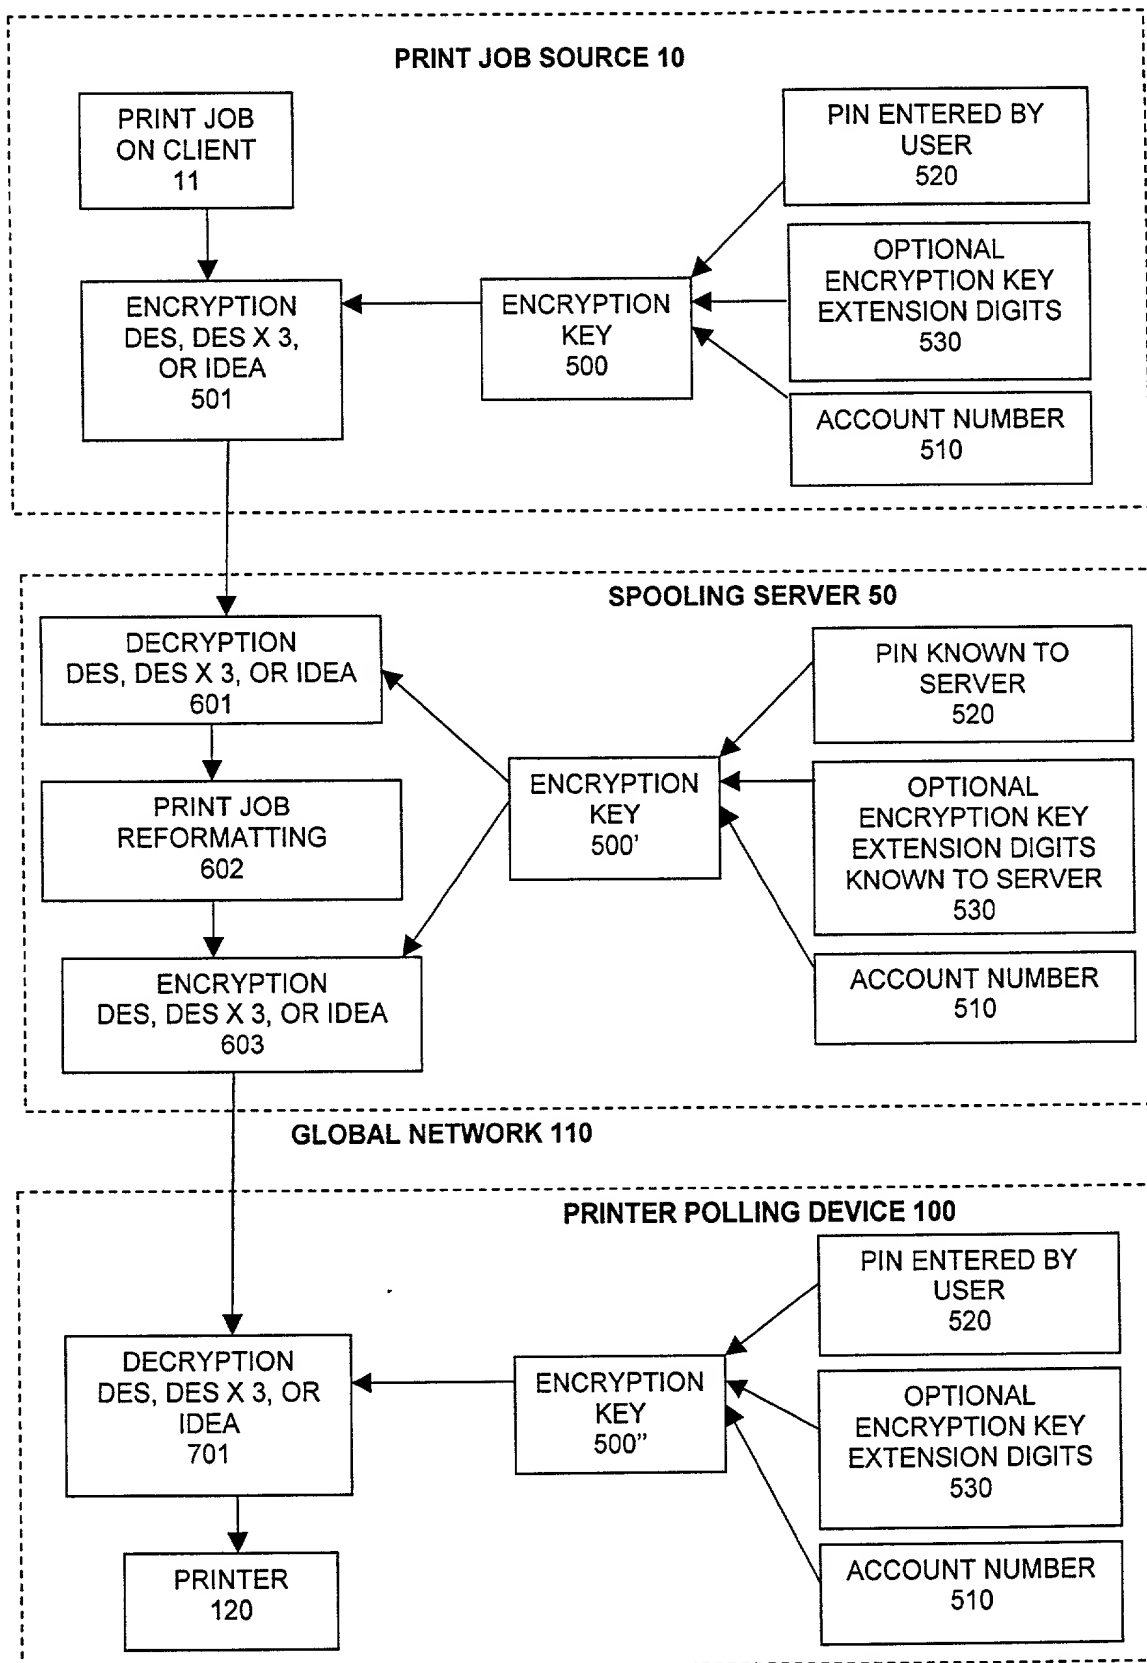 PRINT JOB SOURCE 10
PRINT JOB
ON CLIENT
11
PIN ENTERED BY
USER
520
ENCRYPTION
DES, DES X 3,
OR IDEA
501
ENCRYPTION
KEY
500
OPTIONAL
ENCRYPTION KEY
EXTENSION DIGITS
530
ACCOUNT NUMBER
510
SPOOLING SERVER 50
DECRYPTION
DES, DES X 3, OR IDEA
601
PIN KNOWN TO
SERVER
520
PRINT JOB
REFORMATTING
602
ENCRYPTION
KEY
500'
OPTIONAL
ENCRYPTION KEY
EXTENSION DIGITS
KNOWN TO SERVER
530
ENCRYPTION
DES, DES X 3, OR IDEA
603
ACCOUNT NUMBER
510
GLOBAL NETWORK 110
PRINTER POLLING DEVICE 100
PIN ENTERED BY
USER
520
DECRYPTION
DES, DES X 3, OR
IDEA
701
ENCRYPTION
KEY
500"
OPTIONAL
ENCRYPTION KEY
EXTENSION DIGITS
530
PRINTER
120
ACCOUNT NUMBER
510